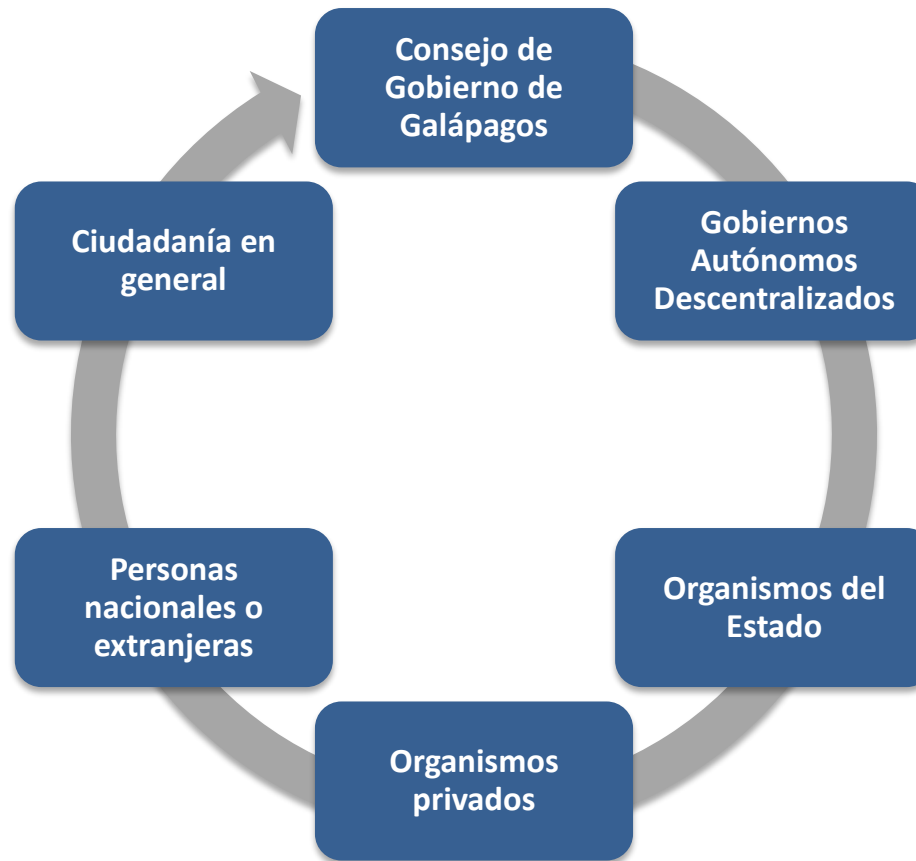 Consejo de
Gobierno de
Galápagos
Gobiernos
Autónomos
Descentralizados
Organismos del
Estado
Organismos
privados
Personas
nacionales o
extranjeras
Ciudadanía en
general